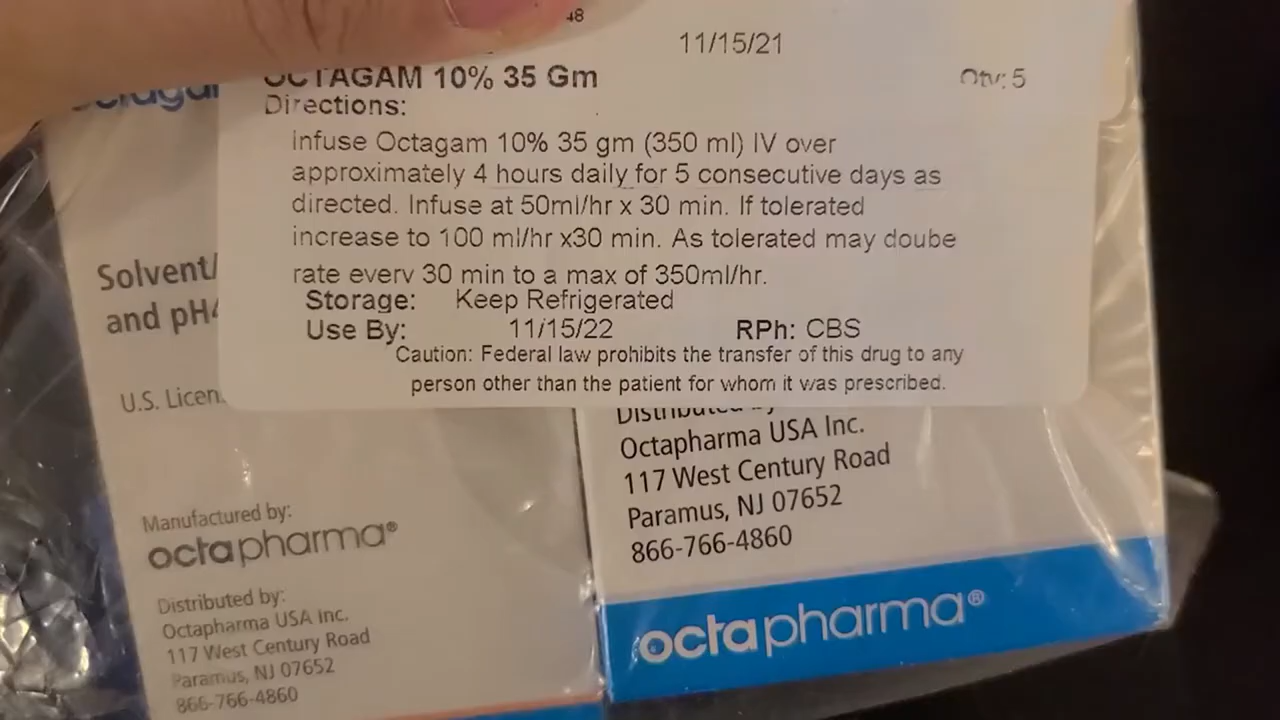 48
11/15/21
OCTAGAM 10% 35 Gm
Qty: 5
Directions:
Infuse Octagam 10% 35 gm (350 ml) IV over
approximately 4 hours daily for 5 consecutive days as
directed. Infuse at 50ml/hr x 30 min. If tolerated
increase to 100 ml/hr x30 min. As tolerated may doube
rate every 30 min to a max of 350ml/hr.
Storage: Keep Refrigerated
Use By: 11/15/22 RPh: CBS
Caution: Federal law prohibits the transfer of this drug to any
person other than the patient for whom it was prescribed.
Solvent/
and pH4
U.S. Licen
Manufactured by:
octapharma®
Distributed by:
Octapharma USA Inc.
117 West Century Road
Paramus, NJ 07652
866-766-4860
Distributed by
Octapharma USA Inc.
117 West Century Road
Paramus, NJ 07652
866-766-4860
octapharma®